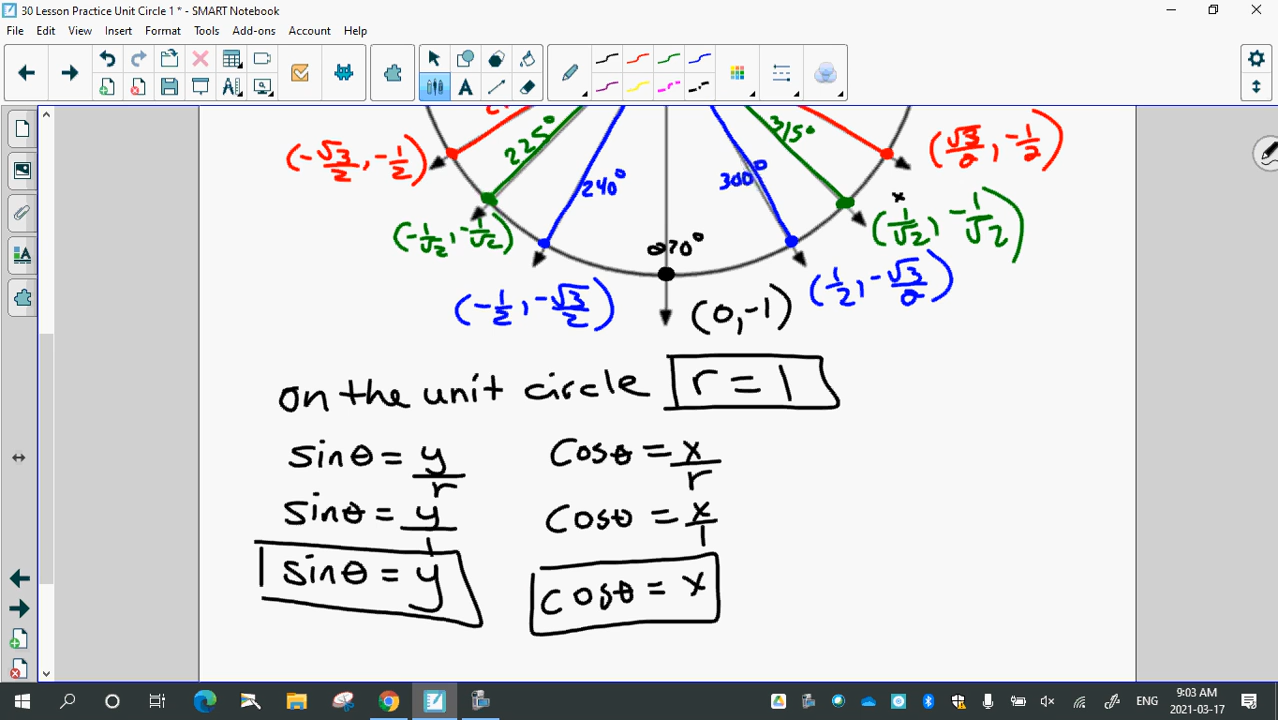 30 Lesson Practice Unit Circle 1 * - SMART Notebook
File Edit View Insert Format Tools Add-ons Account Help
225° 315°
(-√3/2, -1/2) (√3/2, -1/2)
240° 300°
(-1/√2, -1/√2) 270° x (1/√2, -1/√2)
(-1/2, -√3/2) (0, -1) (1/2, -√3/2)
on the unit circle r = 1
sinθ = y/r cosθ = x/r
sinθ = y/1 cosθ = x/1
sinθ = y cosθ = x
ENG 9:03 AM
2021-03-17